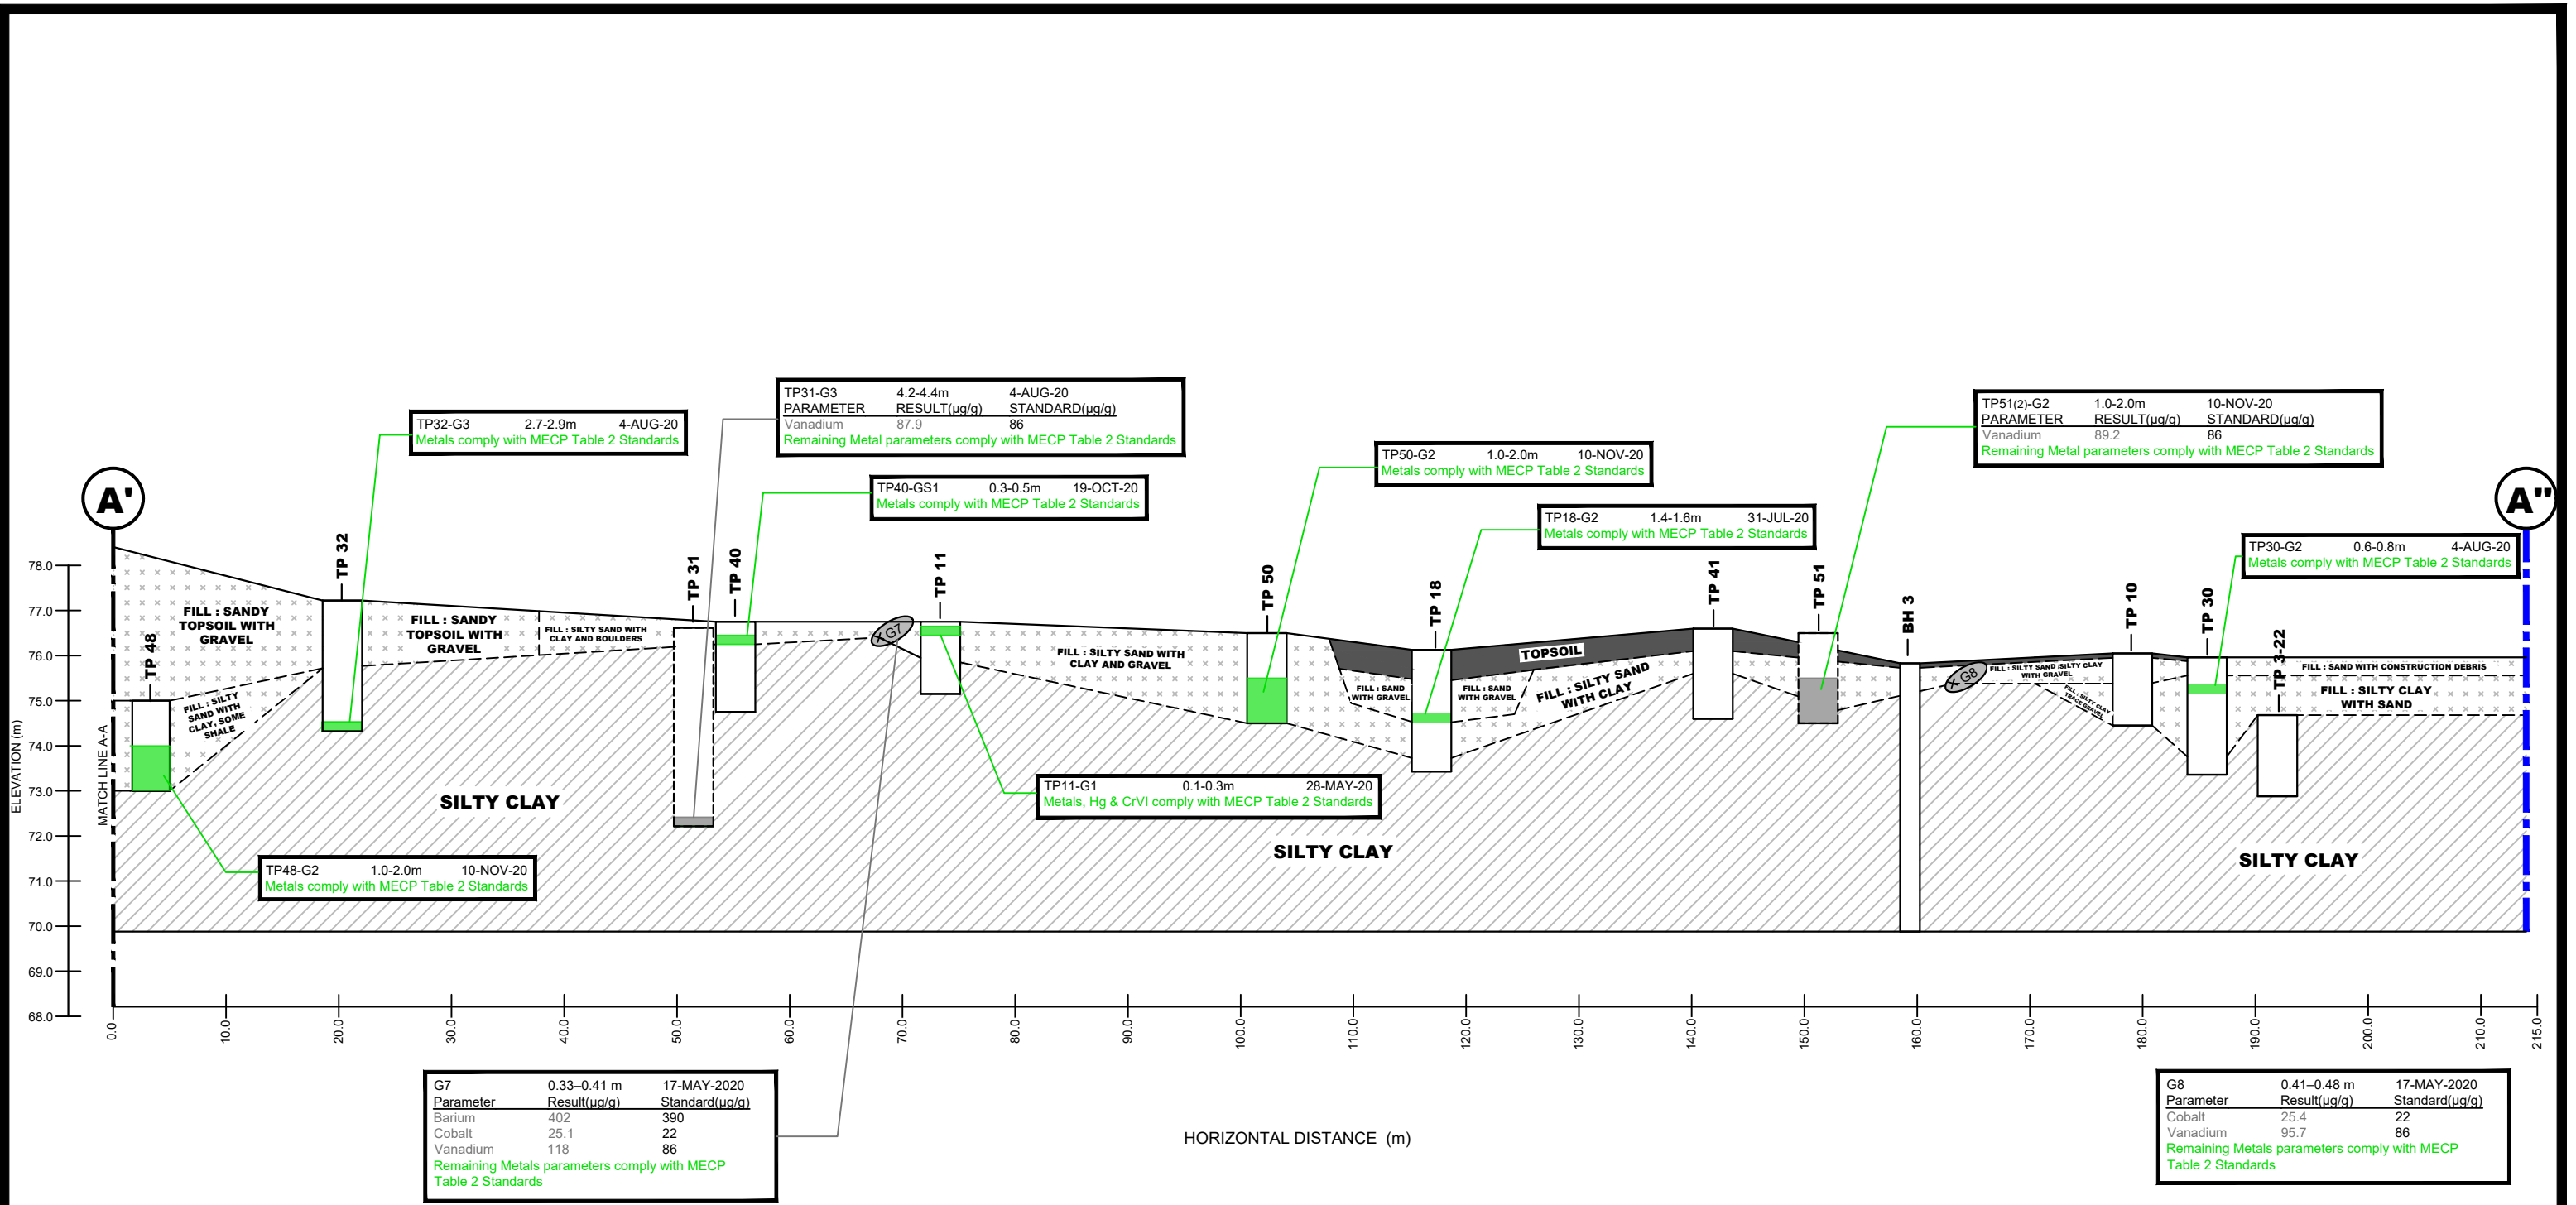 TP31-G3 4.2-4.4m 4-AUG-20
PARAMETER RESULT(µg/g) STANDARD(µg/g)
Vanadium 87.9 86
Remaining Metal parameters comply with MECP Table 2 Standards
TP51(2)-G2 1.0-2.0m 10-NOV-20
PARAMETER RESULT(µg/g) STANDARD(µg/g)
Vanadium 89.2 86
Remaining Metal parameters comply with MECP Table 2 Standards
TP32-G3 2.7-2.9m 4-AUG-20
Metals comply with MECP Table 2 Standards
TP50-G2 1.0-2.0m 10-NOV-20
Metals comply with MECP Table 2 Standards
TP40-GS1 0.3-0.5m 19-OCT-20
Metals comply with MECP Table 2 Standards
TP18-G2 1.4-1.6m 31-JUL-20
Metals comply with MECP Table 2 Standards
TP30-G2 0.6-0.8m 4-AUG-20
Metals comply with MECP Table 2 Standards
A'
A"
TP 48
TP 32
TP 31
TP 40
TP 11
TP 50
TP 18
TP 41
TP 51
BH 3
TP 10
TP 30
TP 3-22
ELEVATION (m)
78.0
77.0
76.0
75.0
74.0
73.0
72.0
71.0
70.0
69.0
68.0
MATCH LINE A-A
FILL : SANDY
TOPSOIL WITH
GRAVEL
FILL : SILTY
SAND WITH
CLAY, SOME
SHALE
FILL : SANDY
TOPSOIL WITH
GRAVEL
FILL : SILTY SAND WITH
CLAY AND BOULDERS
X G7
FILL : SILTY SAND WITH
CLAY AND GRAVEL
TOPSOIL
FILL : SAND
WITH GRAVEL
FILL : SAND
WITH GRAVEL
FILL : SILTY SAND
WITH CLAY
X G8
FILL : SILTY SAND /SILTY CLAY
WITH GRAVEL
FILL : SILTY CLAY
TRACE GRAVEL
FILL : SAND WITH CONSTRUCTION DEBRIS
FILL : SILTY CLAY
WITH SAND
SILTY CLAY
SILTY CLAY
SILTY CLAY
TP11-G1 0.1-0.3m 28-MAY-20
Metals, Hg & CrVI comply with MECP Table 2 Standards
TP48-G2 1.0-2.0m 10-NOV-20
Metals comply with MECP Table 2 Standards
0.0
10.0
20.0
30.0
40.0
50.0
60.0
70.0
80.0
90.0
100.0
110.0
120.0
130.0
140.0
150.0
160.0
170.0
180.0
190.0
200.0
210.0
215.0
HORIZONTAL DISTANCE (m)
G7 0.33–0.41 m 17-MAY-2020
Parameter Result(µg/g) Standard(µg/g)
Barium 402 390
Cobalt 25.1 22
Vanadium 118 86
Remaining Metals parameters comply with MECP
Table 2 Standards
G8 0.41–0.48 m 17-MAY-2020
Parameter Result(µg/g) Standard(µg/g)
Cobalt 25.4 22
Vanadium 95.7 86
Remaining Metals parameters comply with MECP
Table 2 Standards